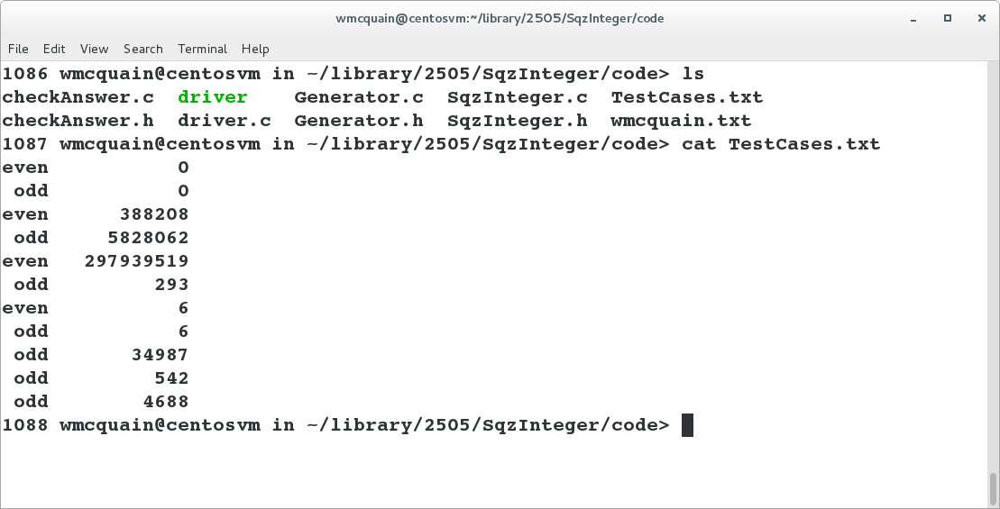 wmcquain@centosvm:~/library/2505/SqzInteger/code
File Edit View Search Terminal Help
1086 wmcquain@centosvm in ~/library/2505/SqzInteger/code> ls
checkAnswer.c  driver    Generator.c  SqzInteger.c  TestCases.txt
checkAnswer.h  driver.c  Generator.h  SqzInteger.h  wmcquain.txt
1087 wmcquain@centosvm in ~/library/2505/SqzInteger/code> cat TestCases.txt
even           0
 odd           0
even      388208
 odd     5828062
even   297939519
 odd         293
even           6
 odd           6
 odd       34987
 odd         542
 odd        4688
1088 wmcquain@centosvm in ~/library/2505/SqzInteger/code>